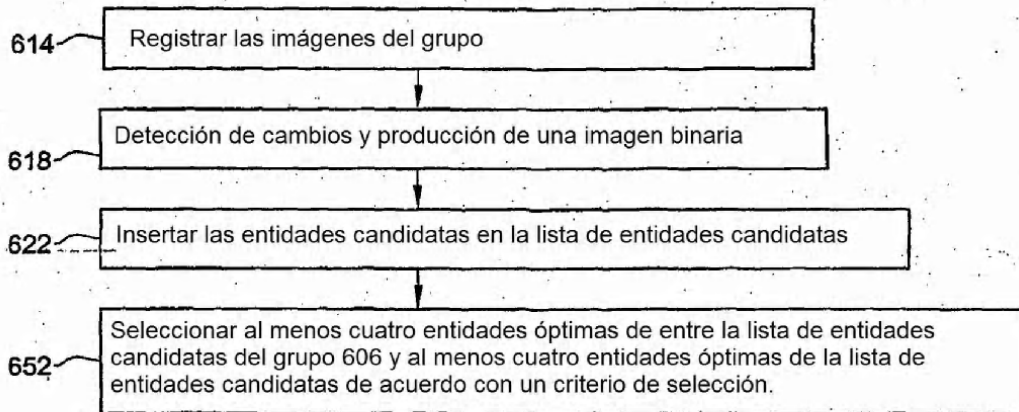 614 Registrar las imágenes del grupo
618 Detección de cambios y producción de una imagen binaria
622 Insertar las entidades candidatas en la lista de entidades candidatas
Seleccionar al menos cuatro entidades óptimas de entre la lista de entidades
652 candidatas del grupo 606 y al menos cuatro entidades óptimas de la lista de
entidades candidatas de acuerdo con un criterio de selección.